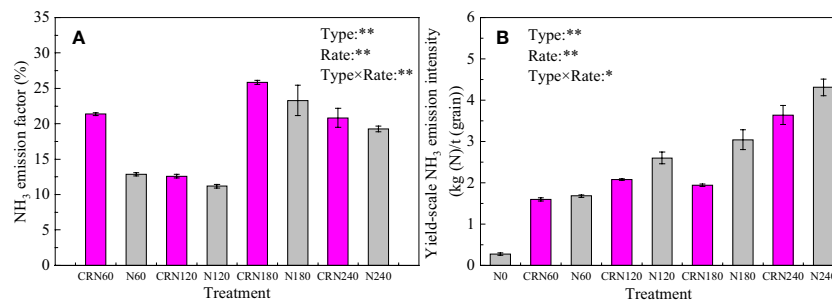 A
Type:**
Rate:**
Type×Rate:**
NH3 emission factor (%)
35
30
25
20
15
10
5
0
CRN60 N60 CRN120 N120 CRN180 N180 CRN240 N240
Treatment
B
Type:**
Rate:**
Type×Rate:*
Yield-scale NH3 emission intensity
(kg (N)/t (grain))
6
5
4
3
2
1
0
N0 CRN60 N60 CRN120 N120 CRN180 N180 CRN240 N240
Treatment